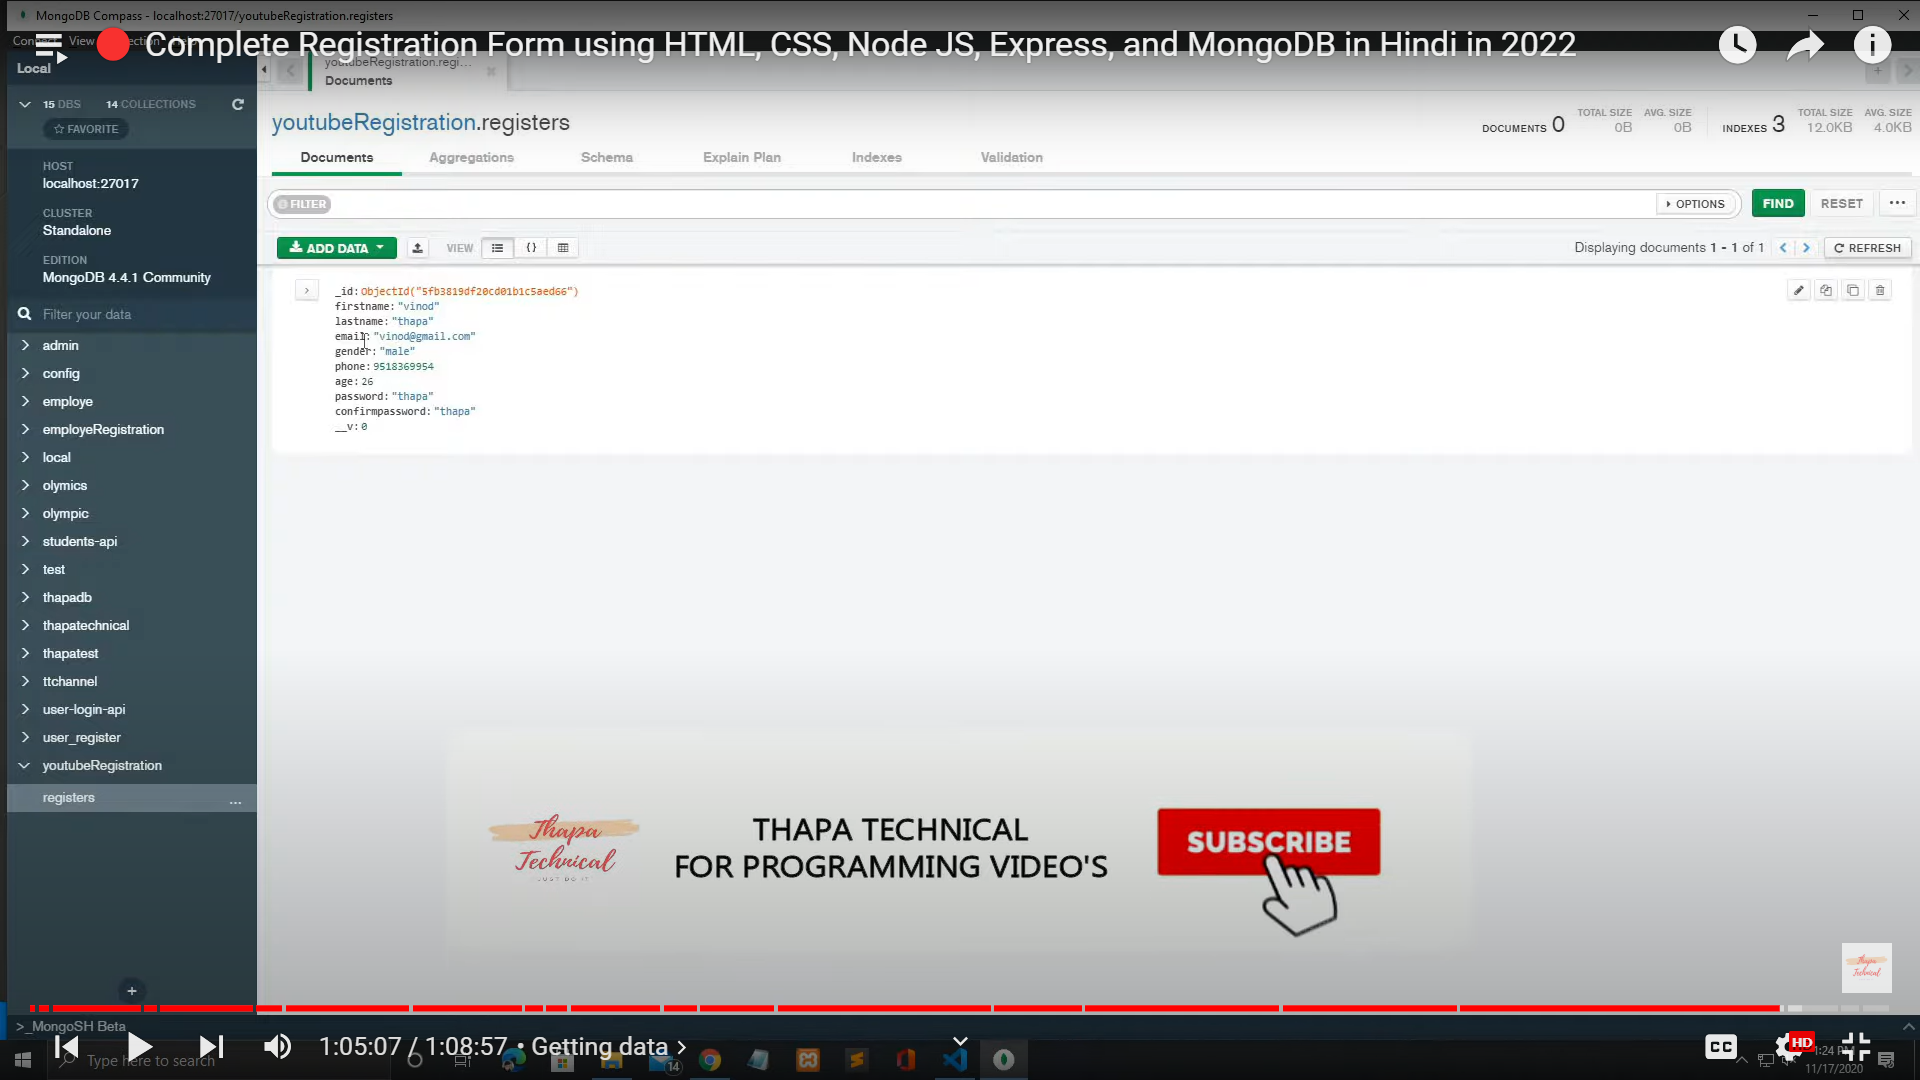 MongoDB Compass - localhost:27017/youtubeRegistration.registers
Complete Registration Form using HTML, CSS, Node JS, Express, and MongoDB in Hindi in 2022
Connect View Collection Help
Local
youtubeRegistration.regi...
Documents
15 DBS 14 COLLECTIONS
FAVORITE
HOST
localhost:27017
CLUSTER
Standalone
EDITION
MongoDB 4.4.1 Community
Filter your data
admin
config
employe
employeRegistration
local
olymics
olympic
students-api
test
thapadb
thapatechnical
thapatest
ttchannel
user-login-api
user_register
youtubeRegistration
registers ...
youtubeRegistration.registers
DOCUMENTS 0 TOTAL SIZE 0B AVG. SIZE 0B INDEXES 3 TOTAL SIZE 12.0KB AVG. SIZE 4.0KB
Documents Aggregations Schema Explain Plan Indexes Validation
FILTER OPTIONS FIND RESET ...
ADD DATA VIEW {} Displaying documents 1 - 1 of 1 REFRESH
_id: ObjectId("5fb3819df20cd01b1c5aed66")
firstname: "vinod"
lastname: "thapa"
email: "vinod@gmail.com"
gender: "male"
phone: 9518369954
age: 26
password: "thapa"
confirmpassword: "thapa"
__v: 0
Thapa
Technical
JUST DO IT
THAPA TECHNICAL
FOR PROGRAMMING VIDEO'S
SUBSCRIBE
Thapa
Technical
>_MongoSH Beta
1:05:07 / 1:08:57 • Getting data
CC HD
Type here to search
14
1:24 PM
11/17/2020